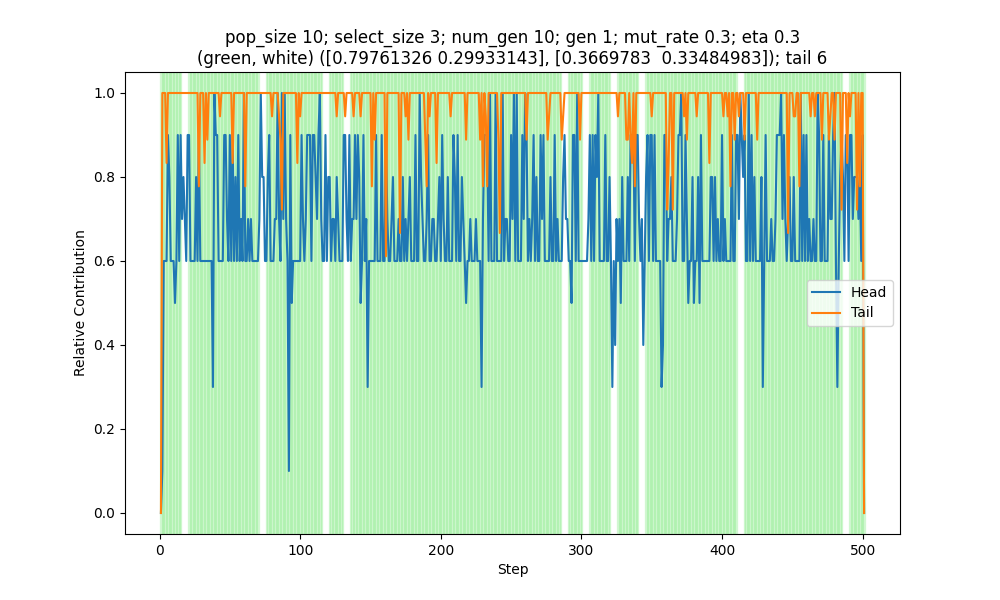 pop_size 10; select_size 3; num_gen 10; gen 1; mut_rate 0.3; eta 0.3
(green, white) ([0.79761326 0.29933143], [0.3669783  0.33484983]); tail 6
1.0
0.8
0.6
0.4
0.2
0.0
Relative Contribution
Head
Tail
0
100
200
300
400
500
Step